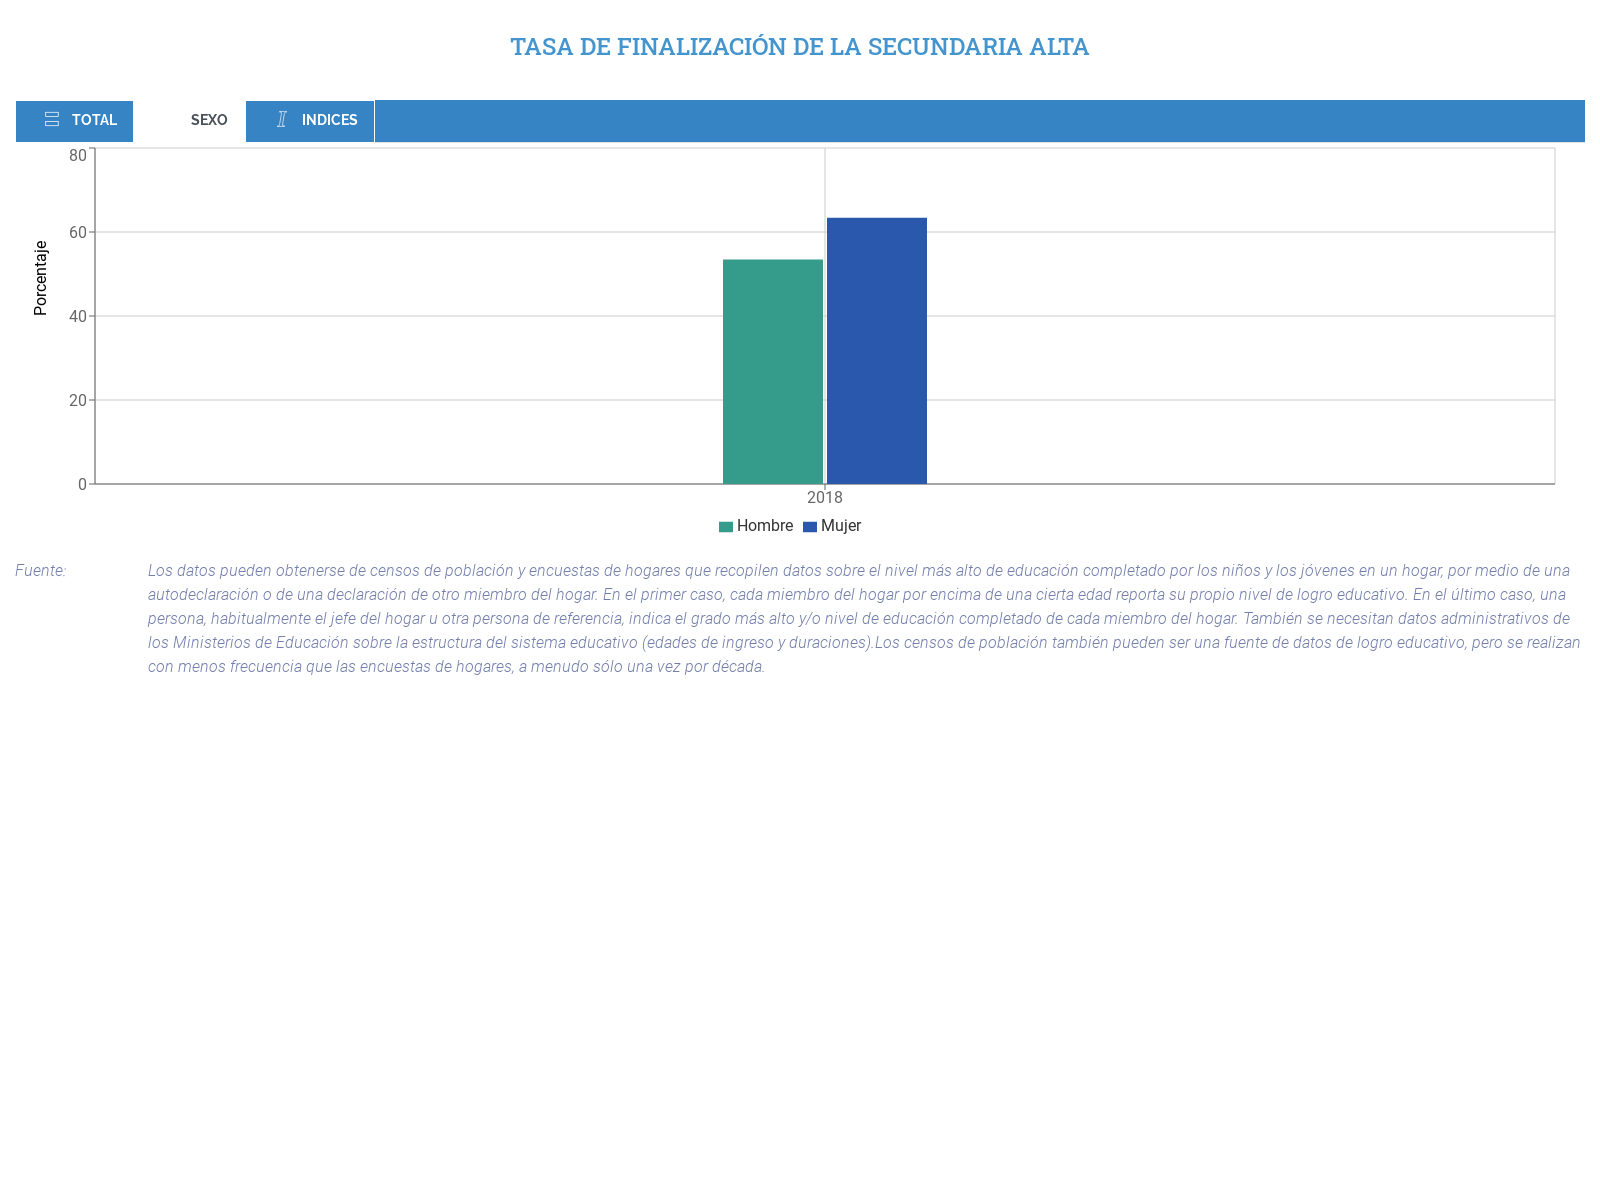 TASA DE FINALIZACIÓN DE LA SECUNDARIA ALTA
TOTAL SEXO INDICES
80
60
40
20
0
Porcentaje
2018
Hombre Mujer
Fuente: Los datos pueden obtenerse de censos de población y encuestas de hogares que recopilen datos sobre el nivel más alto de educación completado por los niños y los jóvenes en un hogar, por medio de una
autodeclaración o de una declaración de otro miembro del hogar. En el primer caso, cada miembro del hogar por encima de una cierta edad reporta su propio nivel de logro educativo. En el último caso, una
persona, habitualmente el jefe del hogar u otra persona de referencia, indica el grado más alto y/o nivel de educación completado de cada miembro del hogar. También se necesitan datos administrativos de
los Ministerios de Educación sobre la estructura del sistema educativo (edades de ingreso y duraciones).Los censos de población también pueden ser una fuente de datos de logro educativo, pero se realizan
con menos frecuencia que las encuestas de hogares, a menudo sólo una vez por década.